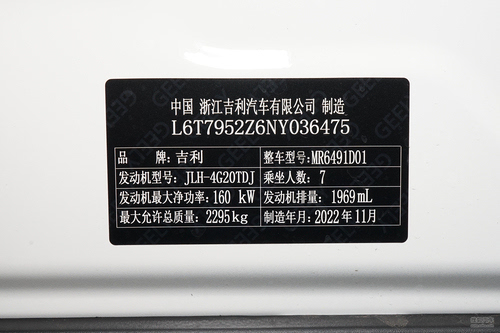 中国 浙江吉利汽车有限公司 制造
L6T7952Z6NY036475
品 牌: 吉利 整车型号: MR6491D01
发动机型号: JLH-4G20TDJ 乘坐人数: 7
发动机最大净功率: 160 kW 发动机排量: 1969 mL
最大允许总质量: 2295kg 制造年月: 2022年11月